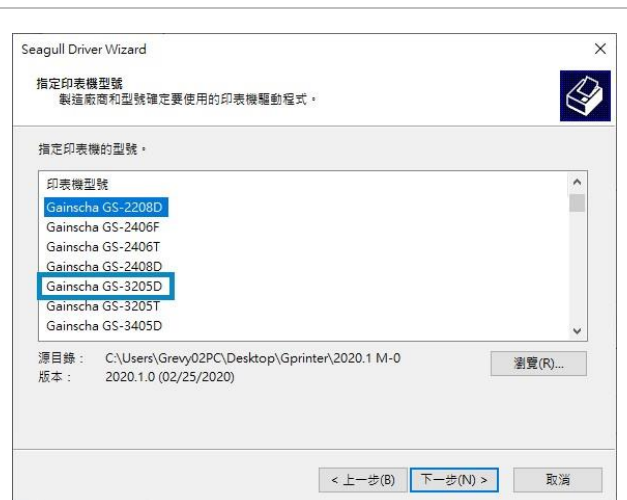 Seagull Driver Wizard
指定印表機型號
製造廠商和型號確定要使用的印表機驅動程式。
指定印表機的型號。
印表機型號
Gainscha GS-2208D
Gainscha GS-2406F
Gainscha GS-2406T
Gainscha GS-2408D
Gainscha GS-3205D
Gainscha GS-3205T
Gainscha GS-3405D
源目錄： C:\Users\Grevy02PC\Desktop\Gprinter\2020.1 M-0
瀏覽(R)...
版本： 2020.1.0 (02/25/2020)
< 上一步(B) 下一步(N) > 取消